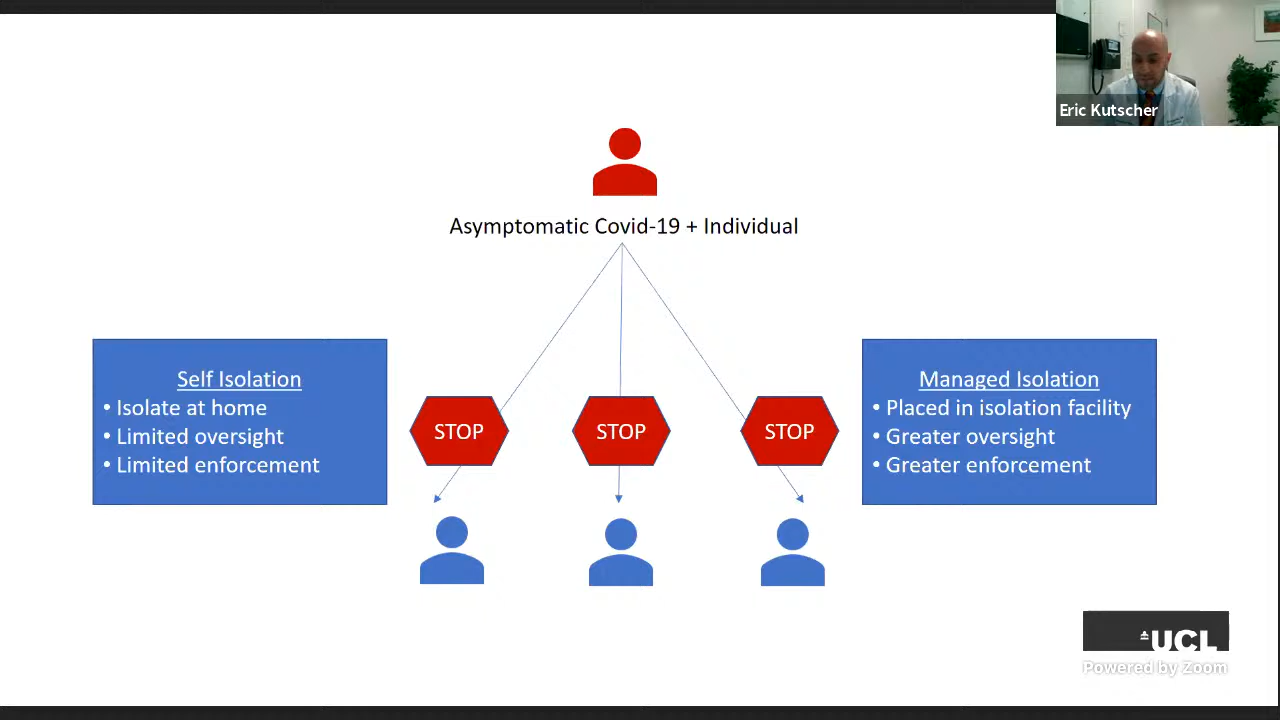 Eric Kutscher
Asymptomatic Covid-19 + Individual
Self Isolation
• Isolate at home
• Limited oversight
• Limited enforcement
STOP
STOP
STOP
Managed Isolation
• Placed in isolation facility
• Greater oversight
• Greater enforcement
UCL
Powered by Zoom